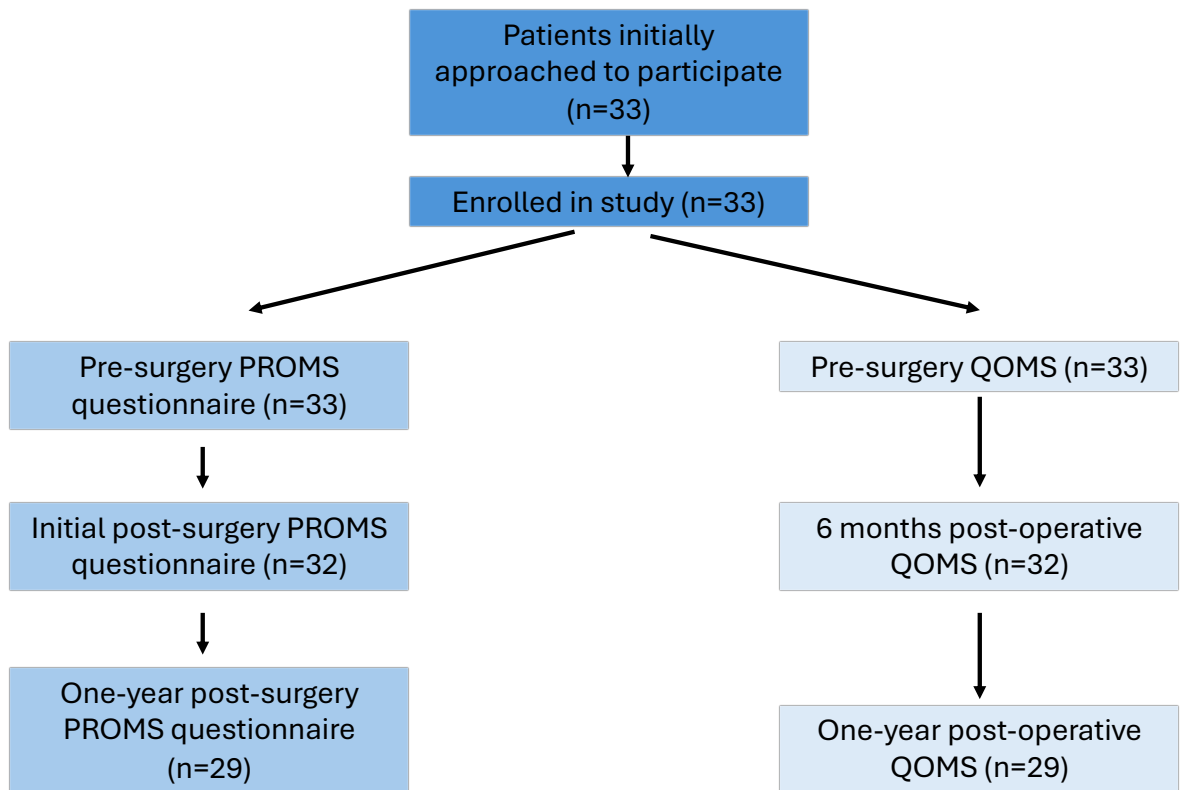 Patients initially
approached to participate
(n=33)
Enrolled in study (n=33)
Pre-surgery PROMS
questionnaire (n=33)
Initial post-surgery PROMS
questionnaire (n=32)
One-year post-surgery
PROMS questionnaire
(n=29)
Pre-surgery QOMS (n=33)
6 months post-operative
QOMS (n=32)
One-year post-operative
QOMS (n=29)